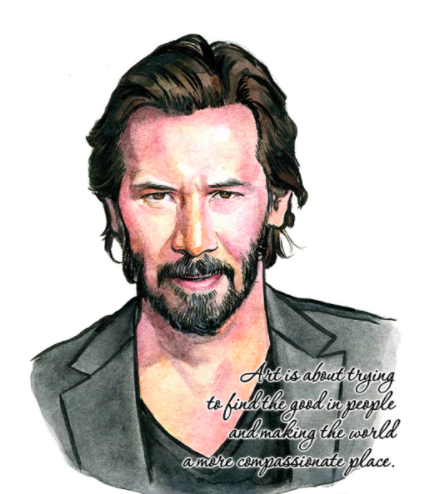 Art is about trying
to find the good in people
and making the world
a more compassionate place.